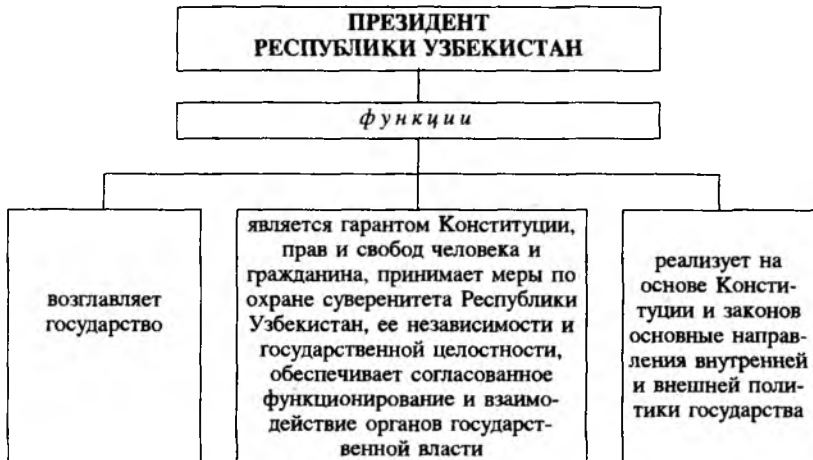 ПРЕЗИДЕНТ
РЕСПУБЛИКИ УЗБЕКИСТАН
функции
возглавляет
государство
является гарантом Конституции,
прав и свобод человека и
гражданина, принимает меры по
охране суверенитета Республики
Узбекистан, ее независимости и
государственной целостности,
обеспечивает согласованное
функционирование и взаимо-
действие органов государст-
венной власти
реализует на
основе Консти-
туции и законов
основные направ-
ления внутренней
и внешней поли-
тики государства